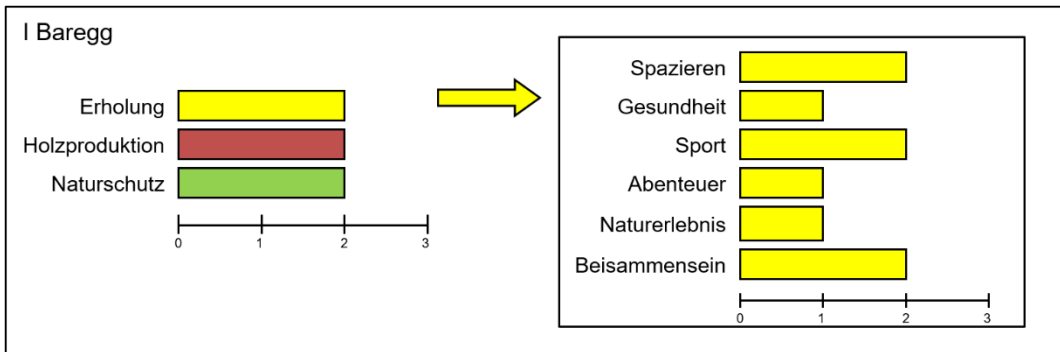 I Baregg
Erholung
Holzproduktion
Naturschutz
0 1 2 3
Spazieren
Gesundheit
Sport
Abenteuer
Naturerlebnis
Beisammensein
0 1 2 3